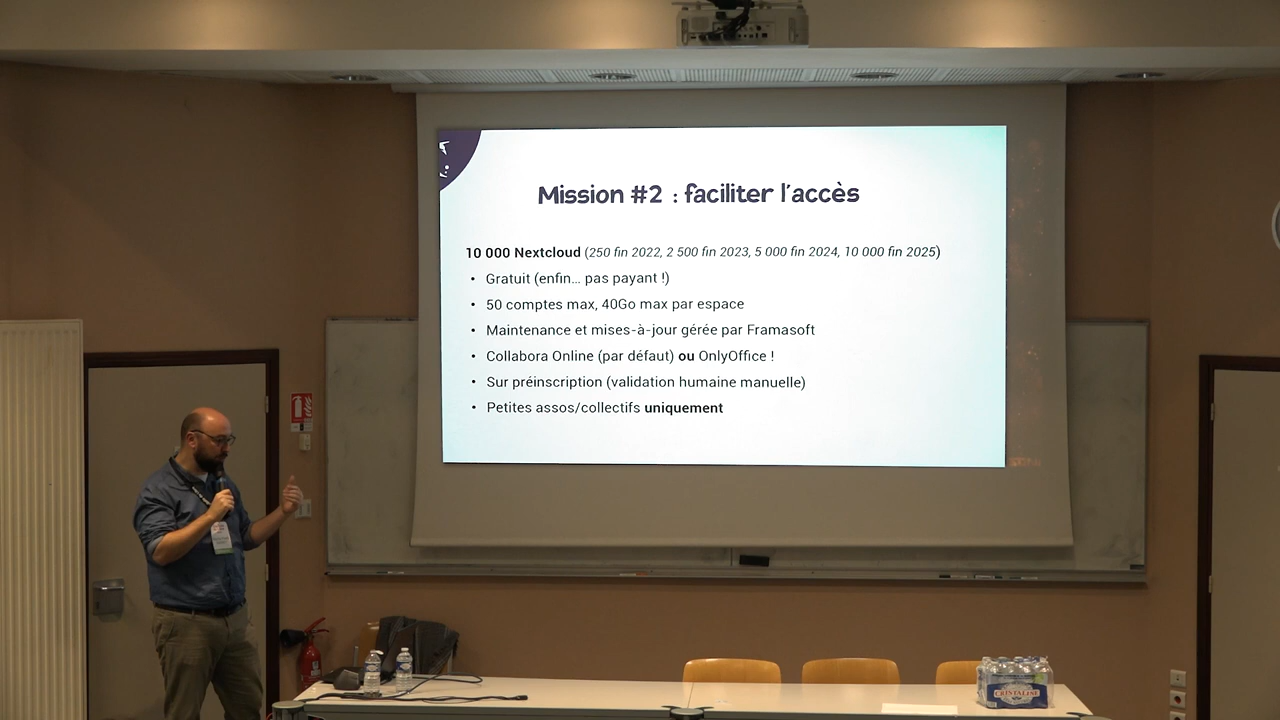 Mission #2 : faciliter l'accès
10 000 Nextcloud (250 fin 2022, 2 500 fin 2023, 5 000 fin 2024, 10 000 fin 2025)
• Gratuit (enfin... pas payant !)
• 50 comptes max, 40Go max par espace
• Maintenance et mises-à-jour gérée par Framasoft
• Collabora Online (par défaut) ou OnlyOffice !
• Sur préinscription (validation humaine manuelle)
• Petites assos/collectifs uniquement
CRISTALINE